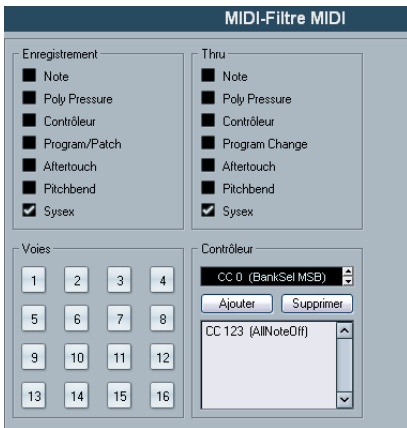 MIDI-Filtre MIDI
Enregistrement
Note
Poly Pressure
Contrôleur
Program/Patch
Aftertouch
Pitchbend
Sysex
Thru
Note
Poly Pressure
Contrôleur
Program Change
Aftertouch
Pitchbend
Sysex
Voies
1 2 3 4
5 6 7 8
9 10 11 12
13 14 15 16
Contrôleur
CC 0 (BankSel MSB)
Ajouter Supprimer
CC 123 (AllNoteOff)